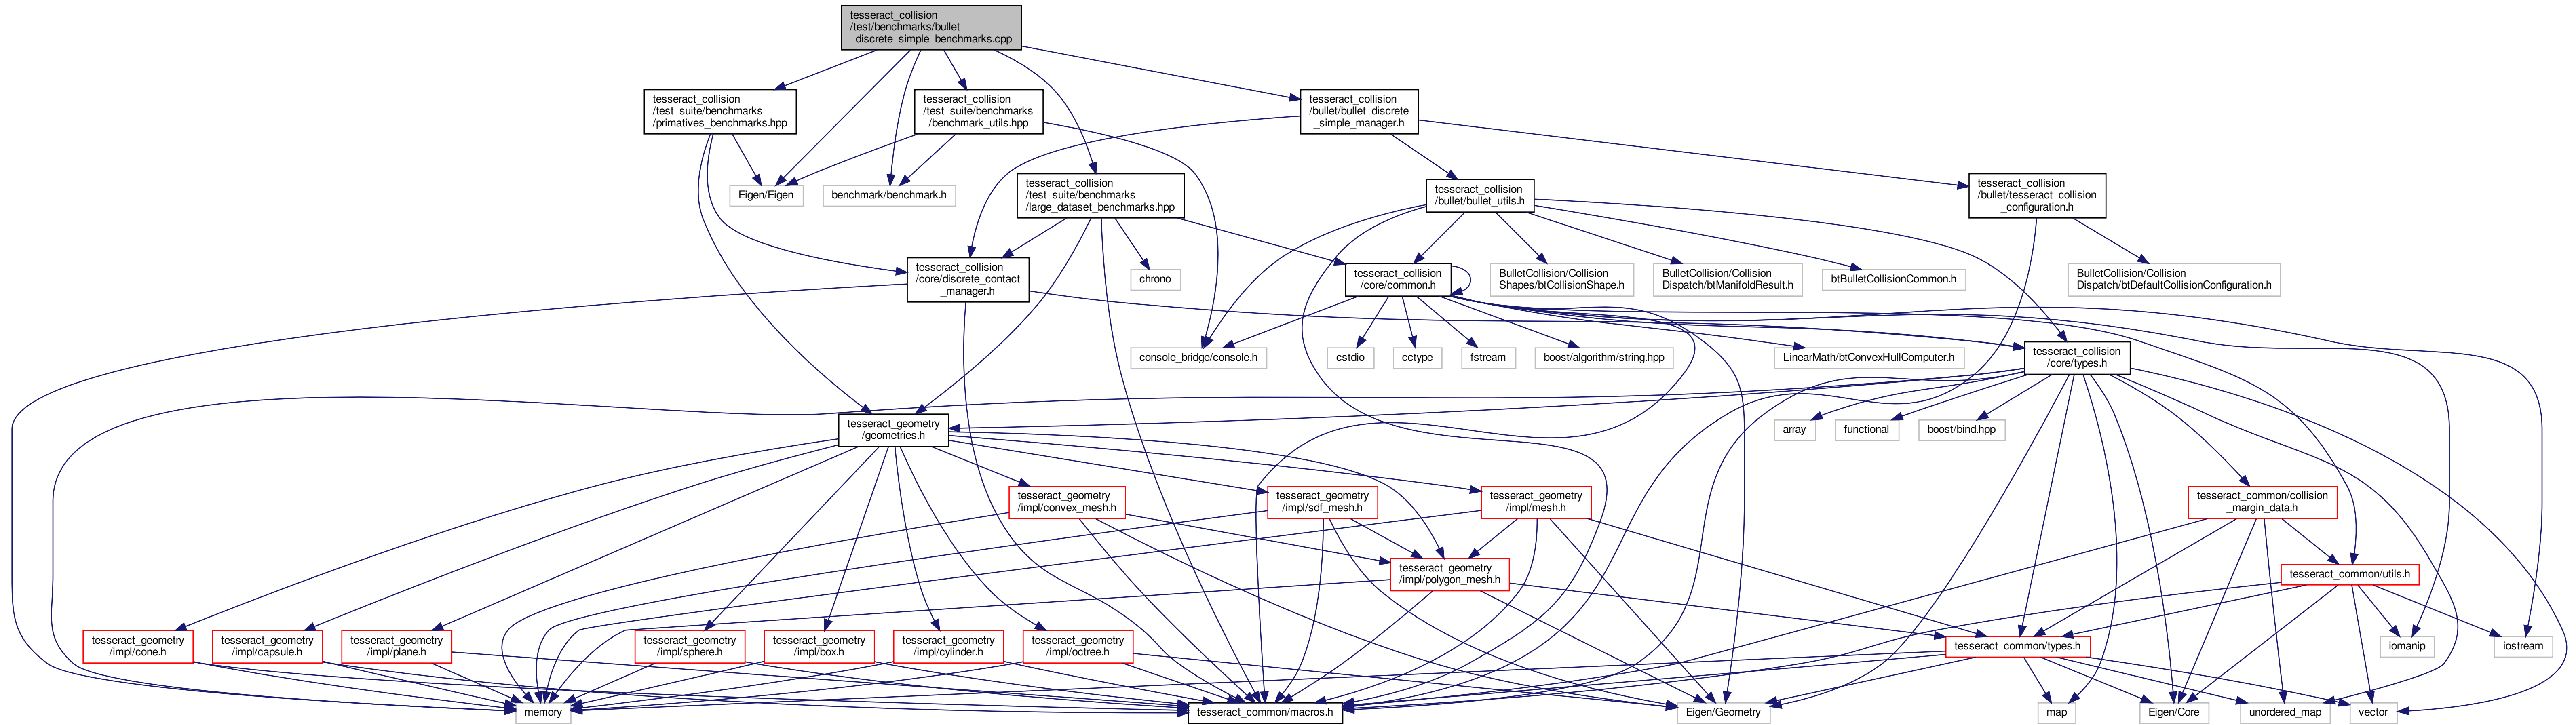 tesseract_collision
/test/benchmarks/bullet
_discrete_simple_benchmarks.cpp
tesseract_collision
/test_suite/benchmarks
/primatives_benchmarks.hpp
tesseract_collision
/test_suite/benchmarks
/benchmark_utils.hpp
tesseract_collision
/bullet/bullet_discrete
_simple_manager.h
Eigen/Eigen
benchmark/benchmark.h
tesseract_collision
/test_suite/benchmarks
/large_dataset_benchmarks.hpp
tesseract_collision
/bullet/bullet_utils.h
tesseract_collision
/bullet/tesseract_collision
_configuration.h
tesseract_collision
/core/discrete_contact
_manager.h
chrono
tesseract_collision
/core/common.h
BulletCollision/Collision
Shapes/btCollisionShape.h
BulletCollision/Collision
Dispatch/btManifoldResult.h
btBulletCollisionCommon.h
BulletCollision/Collision
Dispatch/btDefaultCollisionConfiguration.h
console_bridge/console.h
cstdio
cctype
fstream
boost/algorithm/string.hpp
LinearMath/btConvexHullComputer.h
tesseract_collision
/core/types.h
tesseract_geometry
/geometries.h
array
functional
boost/bind.hpp
tesseract_geometry
/impl/convex_mesh.h
tesseract_geometry
/impl/sdf_mesh.h
tesseract_geometry
/impl/mesh.h
tesseract_common/collision
_margin_data.h
tesseract_geometry
/impl/polygon_mesh.h
tesseract_common/utils.h
tesseract_geometry
/impl/cone.h
tesseract_geometry
/impl/capsule.h
tesseract_geometry
/impl/plane.h
tesseract_geometry
/impl/sphere.h
tesseract_geometry
/impl/box.h
tesseract_geometry
/impl/cylinder.h
tesseract_geometry
/impl/octree.h
tesseract_common/types.h
iomanip
iostream
memory
tesseract_common/macros.h
Eigen/Geometry
map
Eigen/Core
unordered_map
vector